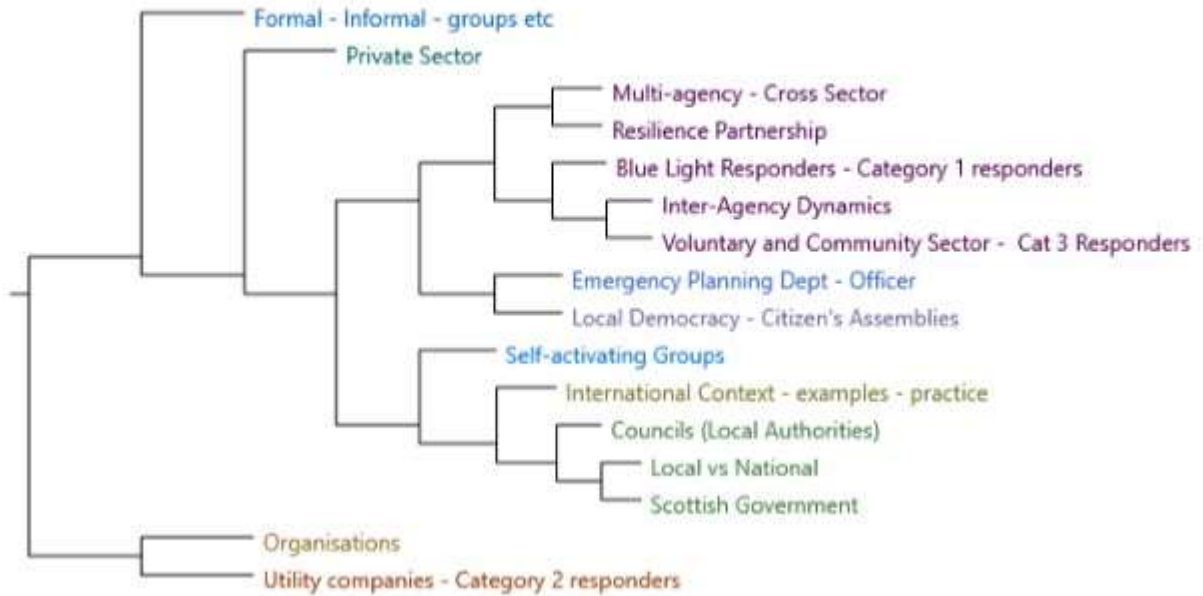 Formal - Informal - groups etc
Private Sector
Multi-agency - Cross Sector
Resilience Partnership
Blue Light Responders - Category 1 responders
Inter-Agency Dynamics
Voluntary and Community Sector -  Cat 3 Responders
Emergency Planning Dept - Officer
Local Democracy - Citizen's Assemblies
Self-activating Groups
International Context - examples - practice
Councils (Local Authorities)
Local vs National
Scottish Government
Organisations
Utility companies - Category 2 responders